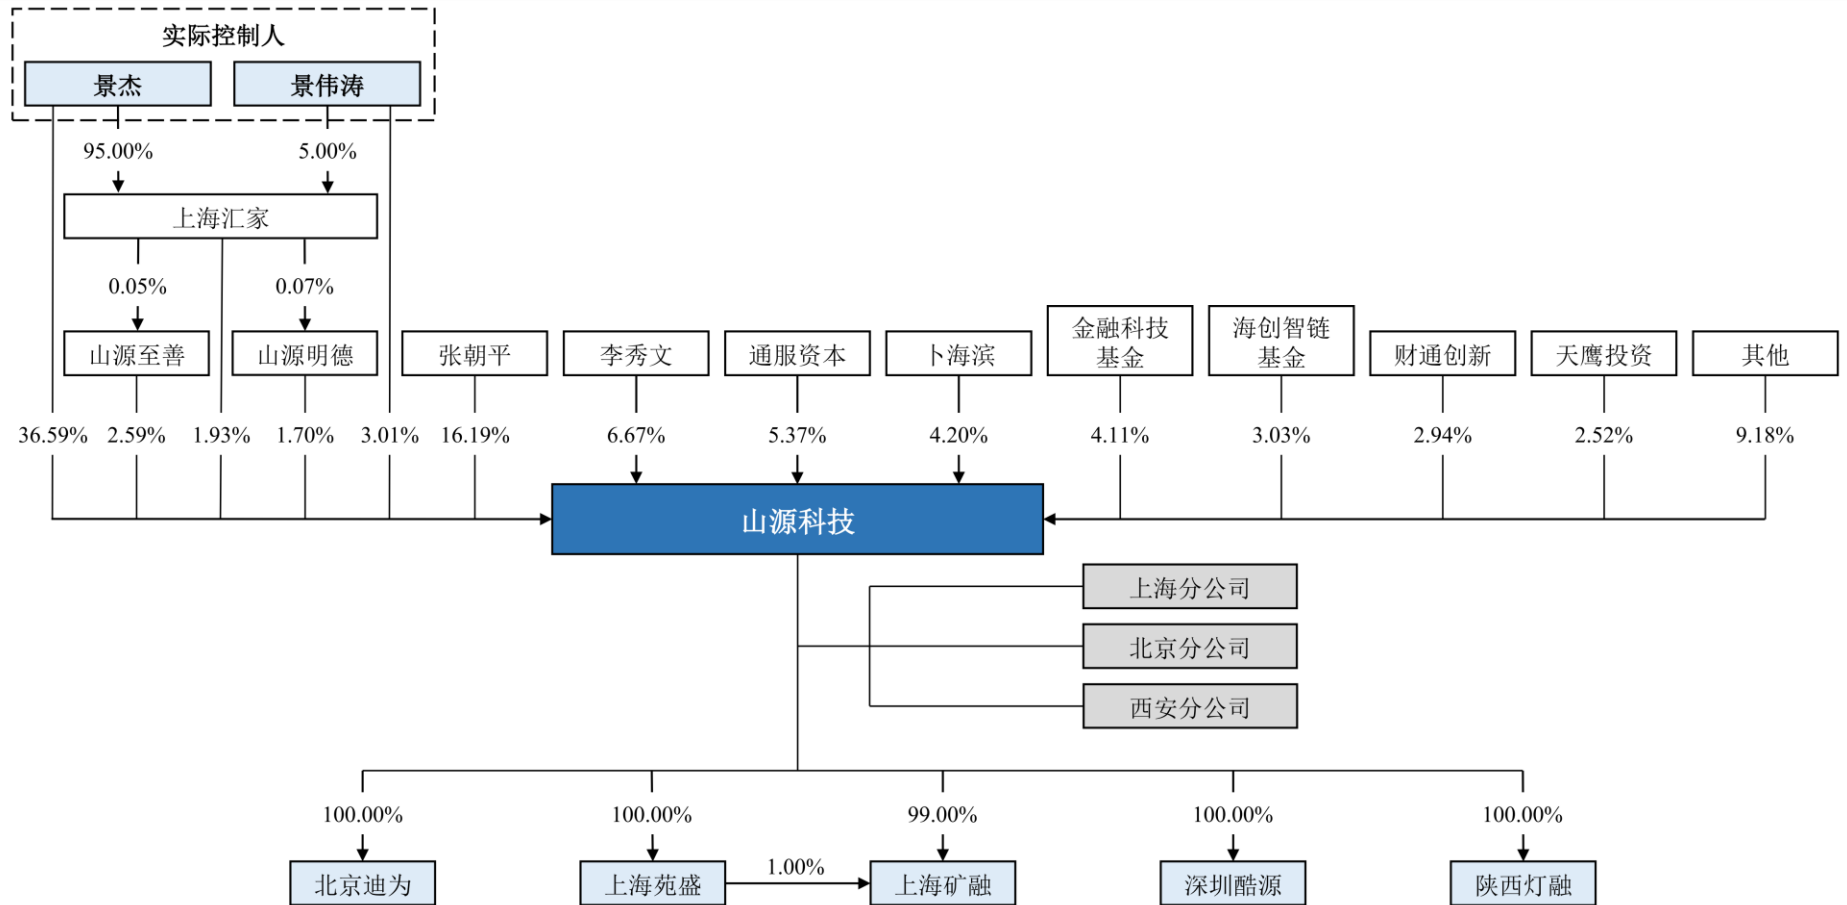 实际控制人
景杰
景伟涛
95.00%
5.00%
上海汇家
0.05%
0.07%
山源至善
山源明德
张朝平
李秀文
通服资本
卜海滨
金融科技
基金
海创智链
基金
财通创新
天鹰投资
其他
36.59%
2.59%
1.93%
1.70%
3.01%
16.19%
6.67%
5.37%
4.20%
4.11%
3.03%
2.94%
2.52%
9.18%
山源科技
上海分公司
北京分公司
西安分公司
100.00%
100.00%
99.00%
100.00%
100.00%
北京迪为
上海苑盛
1.00%
上海矿融
深圳酷源
陕西灯融